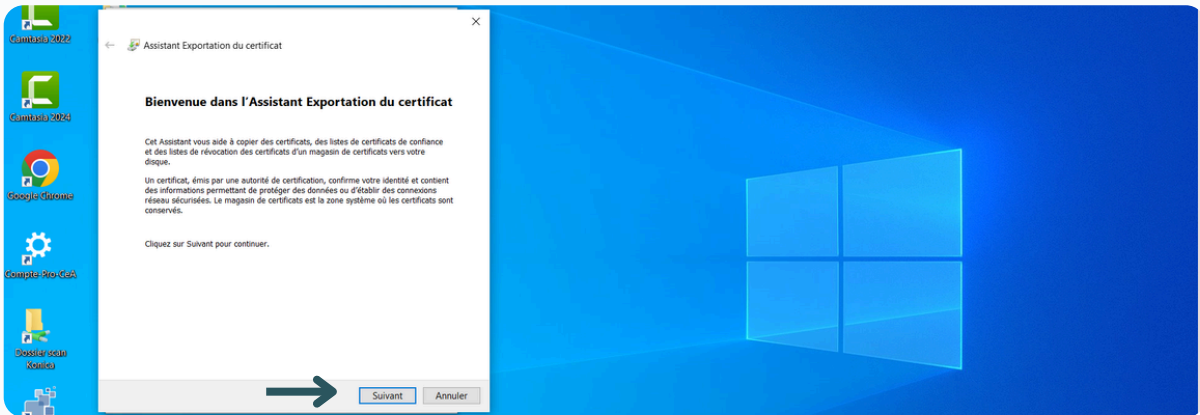 Camtasia 2022
Camtasia 2024
Google Chrome
Compte-Pro-CeA
Dossier scan
Konica
Assistant Exportation du certificat
Bienvenue dans l'Assistant Exportation du certificat
Cet Assistant vous aide à copier des certificats, des listes de certificats de confiance
et des listes de révocation des certificats d'un magasin de certificats vers votre
disque.
Un certificat, émis par une autorité de certification, confirme votre identité et contient
des informations permettant de protéger des données ou d'établir des connexions
réseau sécurisées. Le magasin de certificats est la zone système où les certificats sont
conservés.
Cliquez sur Suivant pour continuer.
Suivant
Annuler